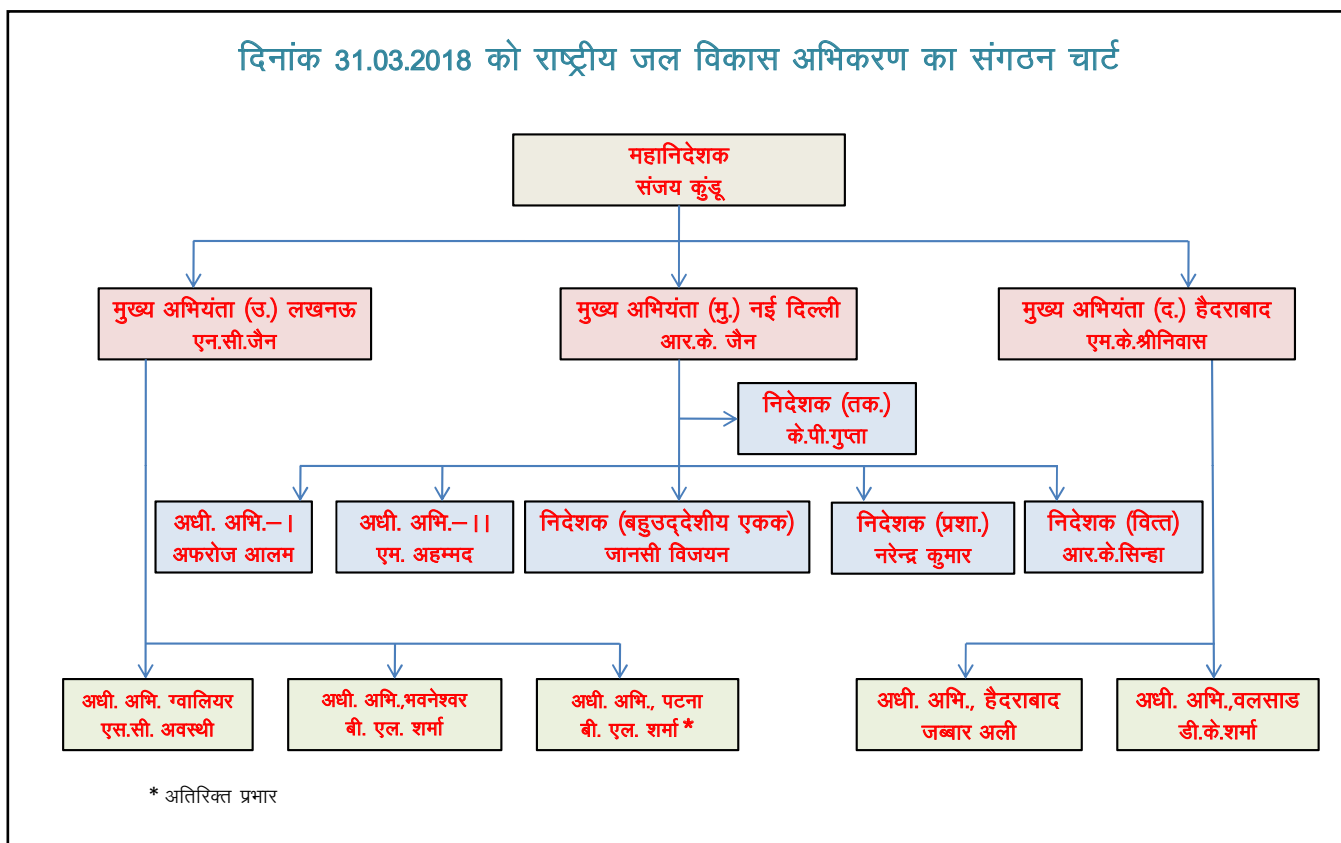 दिनांक 31.03.2018 को राष्ट्रीय जल विकास अभिकरण का संगठन चार्ट
महानिदेशक
संजय कुंडू
मुख्य अभियंता (उ.) लखनऊ
एन.सी.जैन
मुख्य अभियंता (मु.) नई दिल्ली
आर.के. जैन
मुख्य अभियंता (द.) हैदराबाद
एम.के.श्रीनिवास
निदेशक (तक.)
के.पी.गुप्ता
अधी. अभि.–I
अफरोज आलम
अधी. अभि.–II
एम. अहम्मद
निदेशक (बहुउद्देशीय एकक)
जानसी विजयन
निदेशक (प्रशा.)
नरेन्द्र कुमार
निदेशक (वित्त)
आर.के.सिन्हा
अधी. अभि. ग्वालियर
एस.सी. अवस्थी
अधी. अभि.,भवनेश्वर
बी. एल. शर्मा
अधी. अभि., पटना
बी. एल. शर्मा *
अधी. अभि., हैदराबाद
जब्बार अली
अधी. अभि.,वलसाड
डी.के.शर्मा
* अतिरिक्त प्रभार